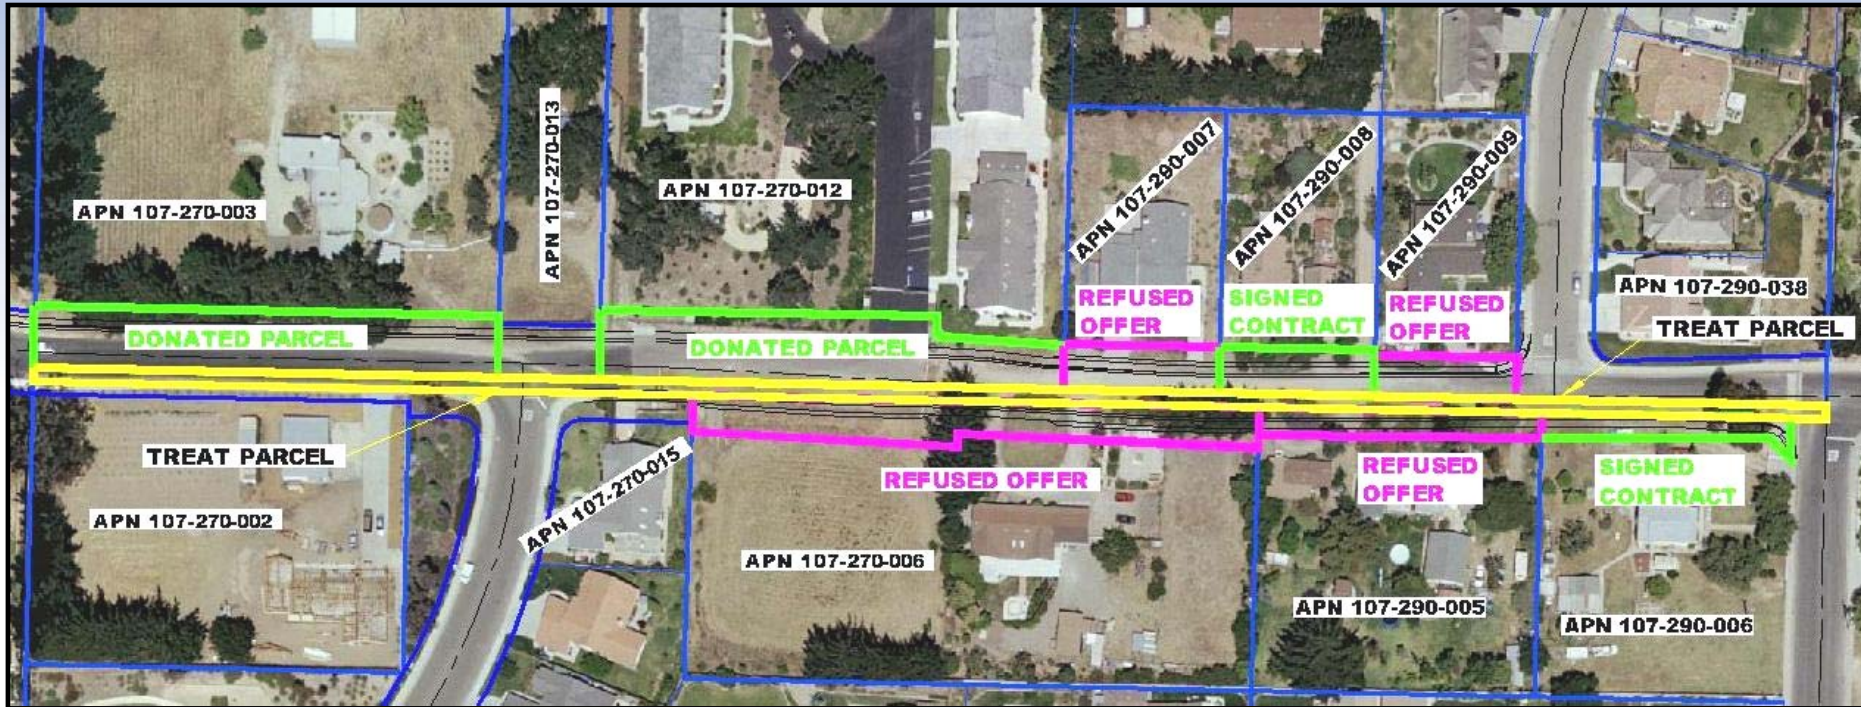 APN 107-270-003
APN 107-270-013
APN 107-270-012
APN 107-290-007
APN 107-290-008
APN 107-290-009
APN 107-290-038
TREAT PARCEL
DONATED PARCEL
DONATED PARCEL
REFUSED
OFFER
SIGNED
CONTRACT
REFUSED
OFFER
TREAT PARCEL
APN 107-270-002
APN 107-270-015
REFUSED OFFER
APN 107-270-006
REFUSED
OFFER
APN 107-290-005
SIGNED
CONTRACT
APN 107-290-006